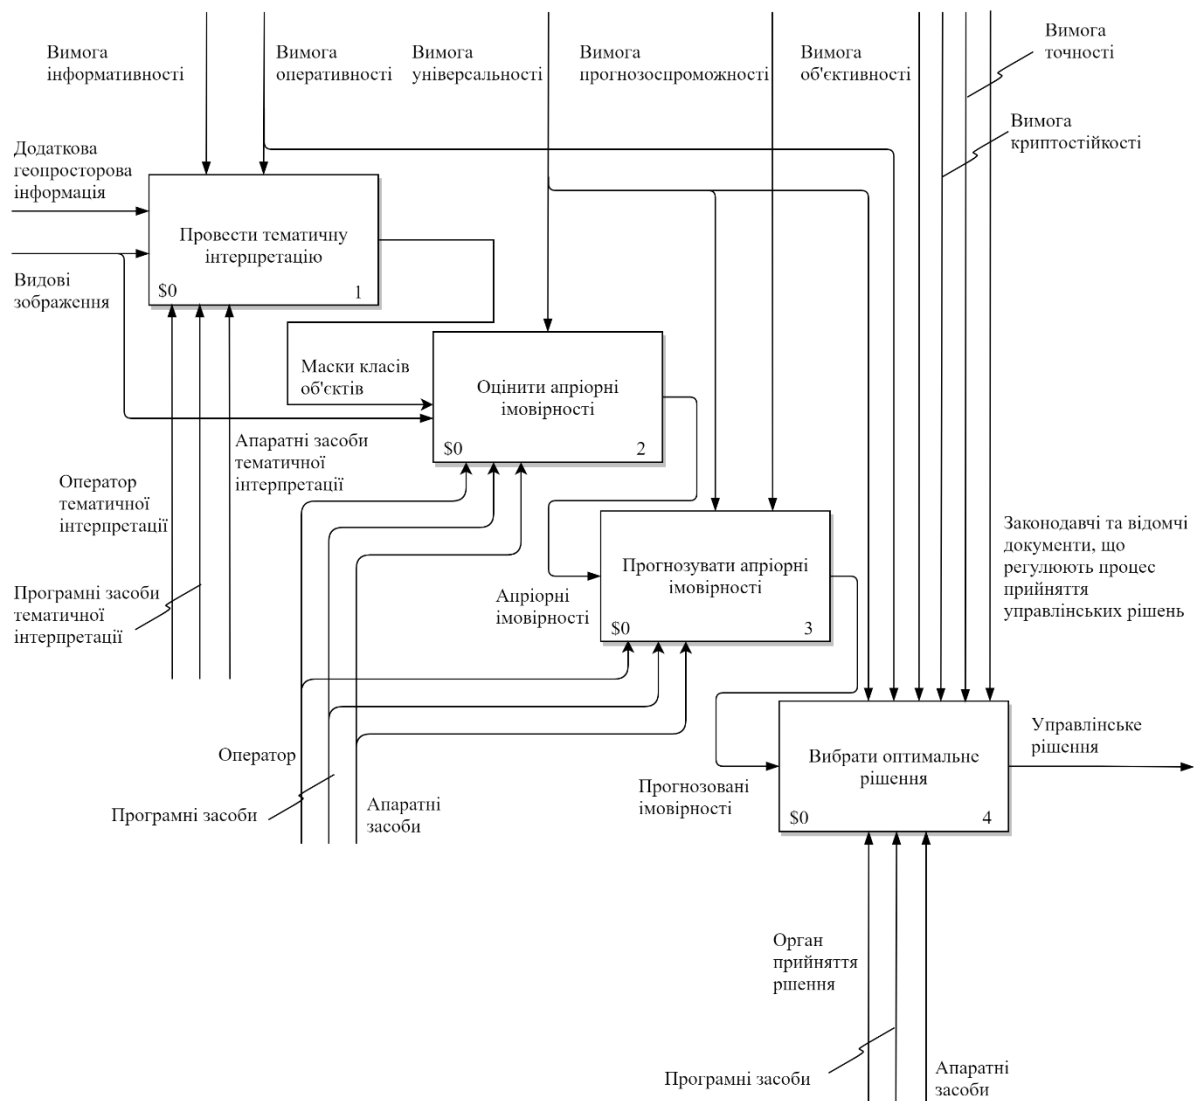 Вимога
інформативності
Вимога
оперативності
Вимога
універсальності
Вимога
прогнозоспроможності
Вимога
об'єктивності
Вимога
точності
Вимога
криптостійкості
Додаткова
геопросторова
інформація
Провести тематичну
інтерпретацію
$0
1
Видові
зображення
Маски класів
об'єктів
Оцінити апріорні
імовірності
$0
2
Апаратні засоби
тематичної
інтерпретації
Оператор
тематичної
інтерпретації
Програмні засоби
тематичної
інтерпретації
Законодавчі та відомчі
документи, що
регулюють процес
прийняття
управлінських рішень
Апріорні
імовірності
Прогнозувати апріорні
імовірності
$0
3
Оператор
Програмні засоби
Апаратні
засоби
Прогнозовані
імовірності
Вибрати оптимальне
рішення
$0
4
Управлінське
рішення
Орган
прийняття
ршення
Програмні засоби
Апаратні
засоби